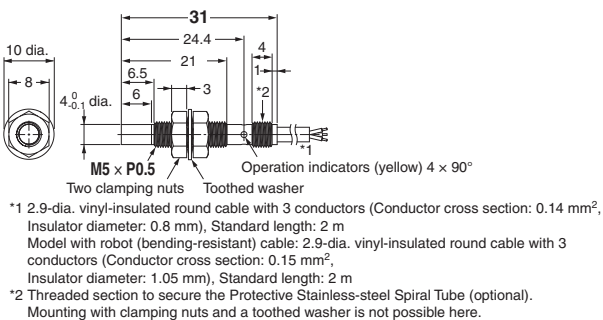 31
24.4
10 dia.
21
4
8
6.5
3
1
*2
4 0 -0.1 dia.
6
*1
M5 × P0.5
Operation indicators (yellow) 4 × 90°
Two clamping nuts
Toothed washer
*1 2.9-dia. vinyl-insulated round cable with 3 conductors (Conductor cross section: 0.14 mm²,
Insulator diameter: 0.8 mm), Standard length: 2 m
Model with robot (bending-resistant) cable: 2.9-dia. vinyl-insulated round cable with 3
conductors (Conductor cross section: 0.15 mm²,
Insulator diameter: 1.05 mm), Standard length: 2 m
*2 Threaded section to secure the Protective Stainless-steel Spiral Tube (optional).
Mounting with clamping nuts and a toothed washer is not possible here.